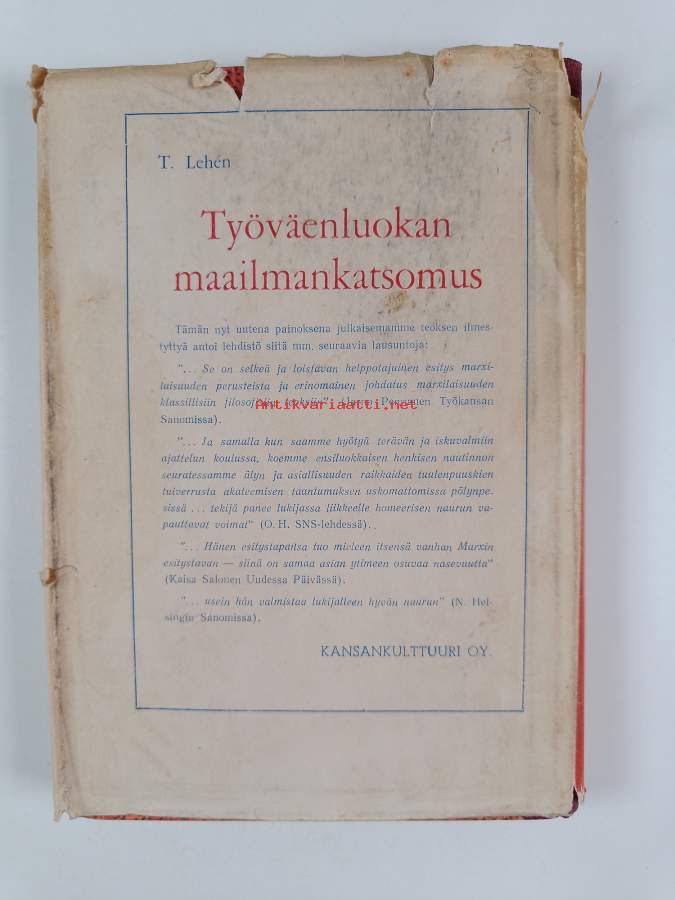 T. Lehén
Työväenluokan
maailmankatsomus
Tämän nyt uutena painoksena julkaisemamme teoksen ilmes-
tyttyä antoi lehdistö siitä mm. seuraavia lausuntoja:
"... Se on selkeä ja loistavan helppotajuinen esitys marxi-
laisuuden perusteista ja erinomainen johdatus marxilaisuuden
klassillisiin filosofisiin (Jarno Pennanen Työkansan
Antikvariaatti.net
Sanomissa).
"... Ja samalla kun saamme hyötyä terävän ja iskuvalmiin
ajattelun koulussa, koemme ensiluokkaisen henkisen nautinnon
seuratessamme älyn ja asiallisuuden raikkaiden tuulenpuuskien
tuiverrusta akateemisen taantumuksen uskomattomissa pölynpe-
sissä ... tekijä panee lukijassa liikkeelle homeerisen naurun va-
pauttavat voimat" (O. H. SNS-lehdessä).
"... Hänen esitystapansa tuo mieleen itsensä vanhan Marxin
esitystavan — siinä on samaa asian ytimeen osuvaa nasevuutta"
(Kaisa Salonen Uudessa Päivässä).
"... usein hän valmistaa lukijalleen hyvän naurun" (N. Hel-
singin Sanomissa).
KANSANKULTTUURI OY.